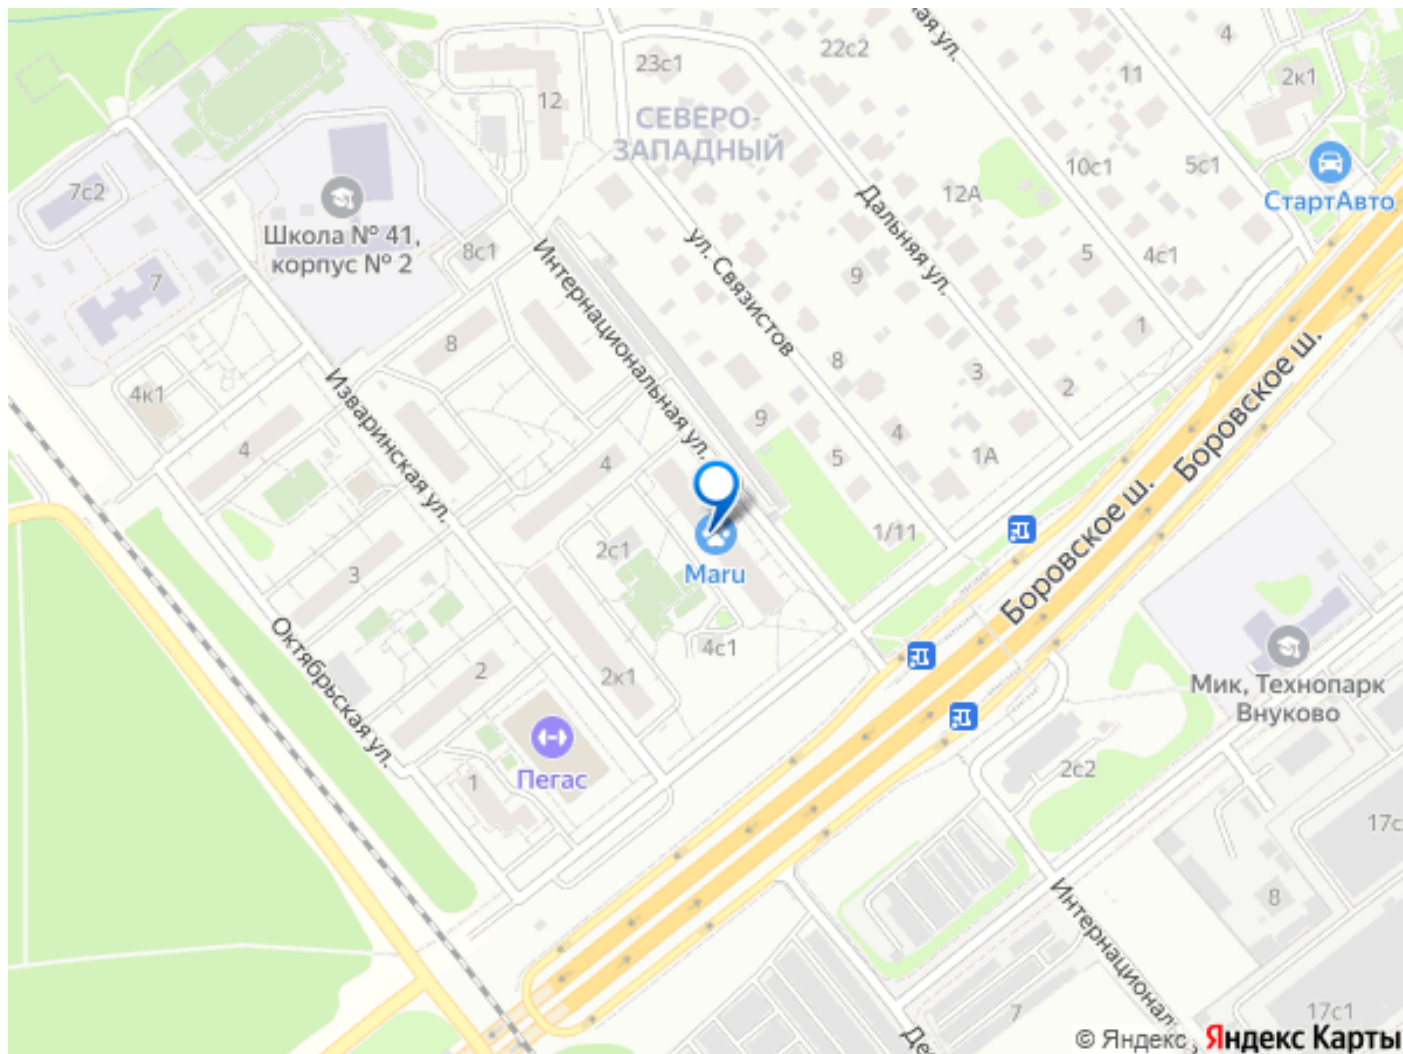 ая ул.
4
22с2
23с1
11
2к1
12
СЕВЕРО-
ЗАПАДНЫЙ
10с1
5с1
7с2
12А
СтартАвто
Дальняя ул.
Школа № 41,
корпус № 2
8с1
Интернациональная ул.
ул. Связистов
9
5
4с1
7
1
8
8
3
2
Боровское ш.
4к1
Изваринская ул.
9
4
5
1А
4
4
Боровское ш.
1/11
2с1
3
Maru
Октябрьская ул.
4с1
2
2к1
Мик, Технопарк
Внуково
Пегас
1
2с2
17с
8
Интернационал
7
17с1
Де
© Яндекс
Яндекс Карты